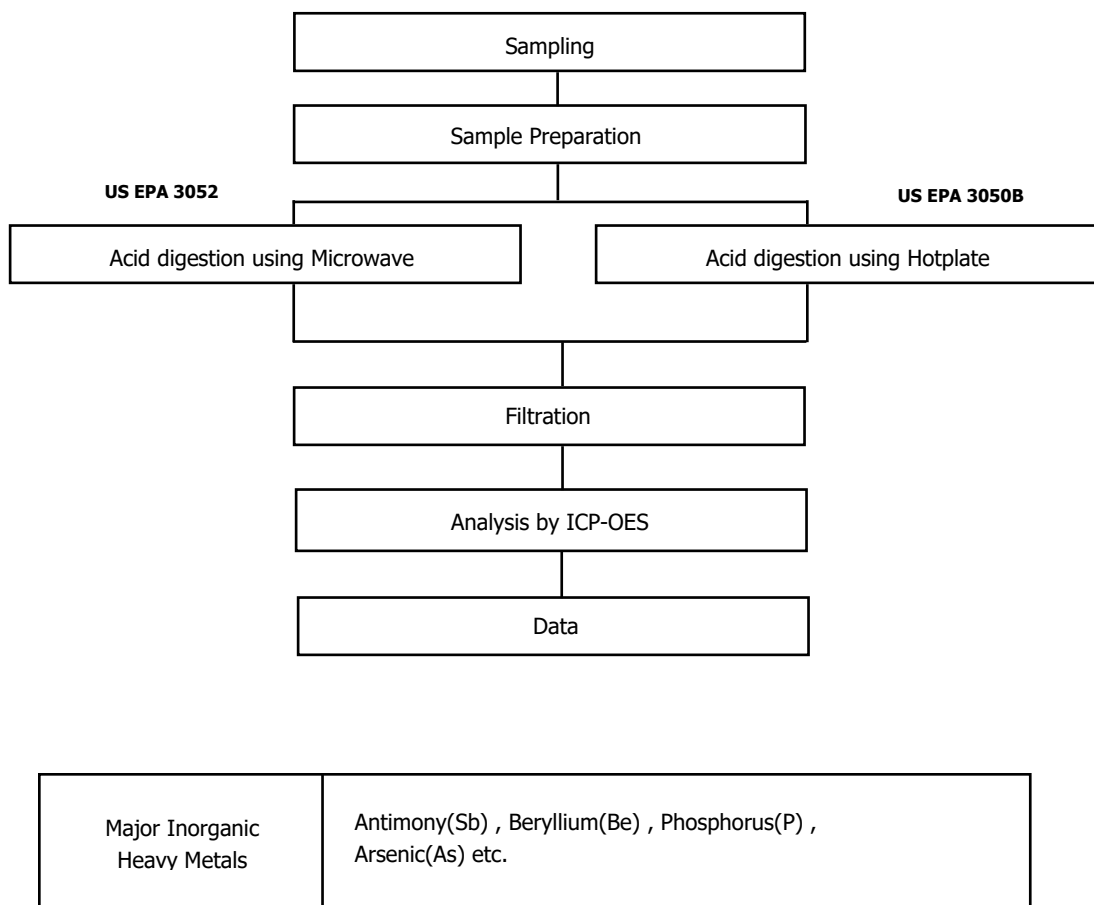 Sampling
Sample Preparation
US EPA 3052
US EPA 3050B
Acid digestion using Microwave
Acid digestion using Hotplate
Filtration
Analysis by ICP-OES
Data
Major Inorganic
Heavy Metals
Antimony(Sb) , Beryllium(Be) , Phosphorus(P) ,
Arsenic(As) etc.